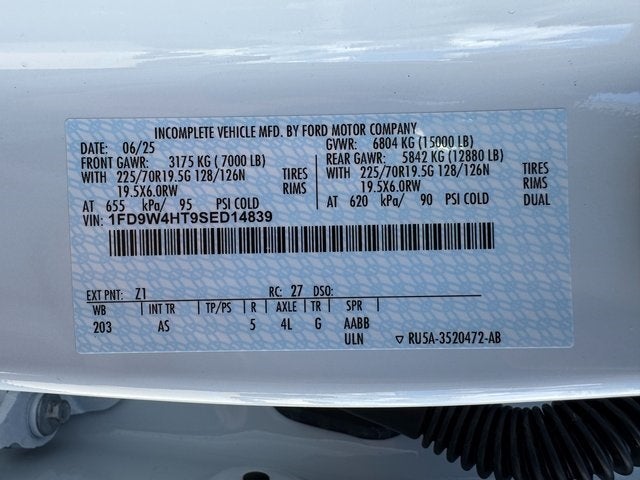 INCOMPLETE VEHICLE MFD. BY FORD MOTOR COMPANY
DATE: 06/25 GVWR: 6804 KG (15000 LB)
FRONT GAWR: 3175 KG ( 7000 LB) REAR GAWR: 5842 KG (12880 LB)
WITH 225/70R19.5G 128/126N TIRES WITH 225/70R19.5G 128/126N TIRES
19.5X6.0RW RIMS 19.5X6.0RW RIMS
AT 655 kPa/ 95 PSI COLD AT 620 kPa/ 90 PSI COLD DUAL
VIN: 1FD9W4HT9SED14839
EXT PNT: Z1 RC: 27 DSO:
WB INT TR TP/PS R AXLE TR SPR
203 AS 5 4L G AABB
ULN ▽ RU5A-3520472-AB